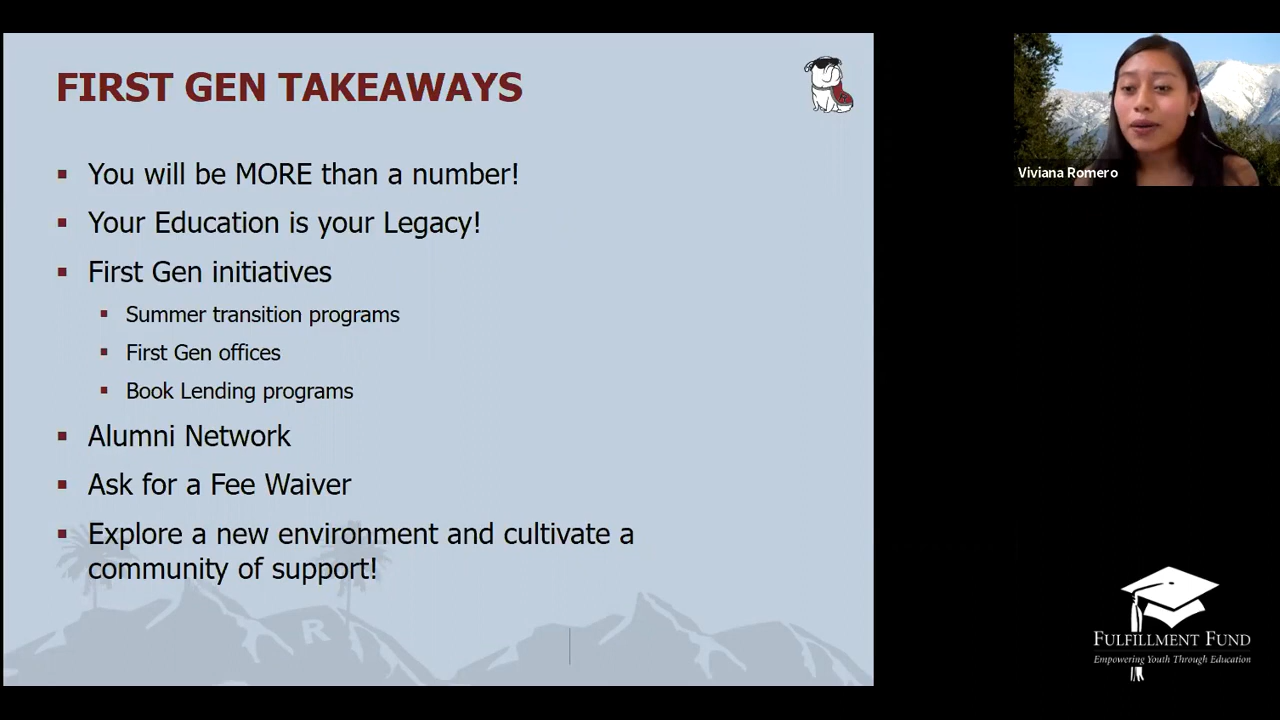 FIRST GEN TAKEAWAYS
You will be MORE than a number!
Your Education is your Legacy!
First Gen initiatives
Summer transition programs
First Gen offices
Book Lending programs
Alumni Network
Ask for a Fee Waiver
Explore a new environment and cultivate a
community of support!
R
Viviana Romero
FULFILLMENT FUND
Empowering Youth Through Education